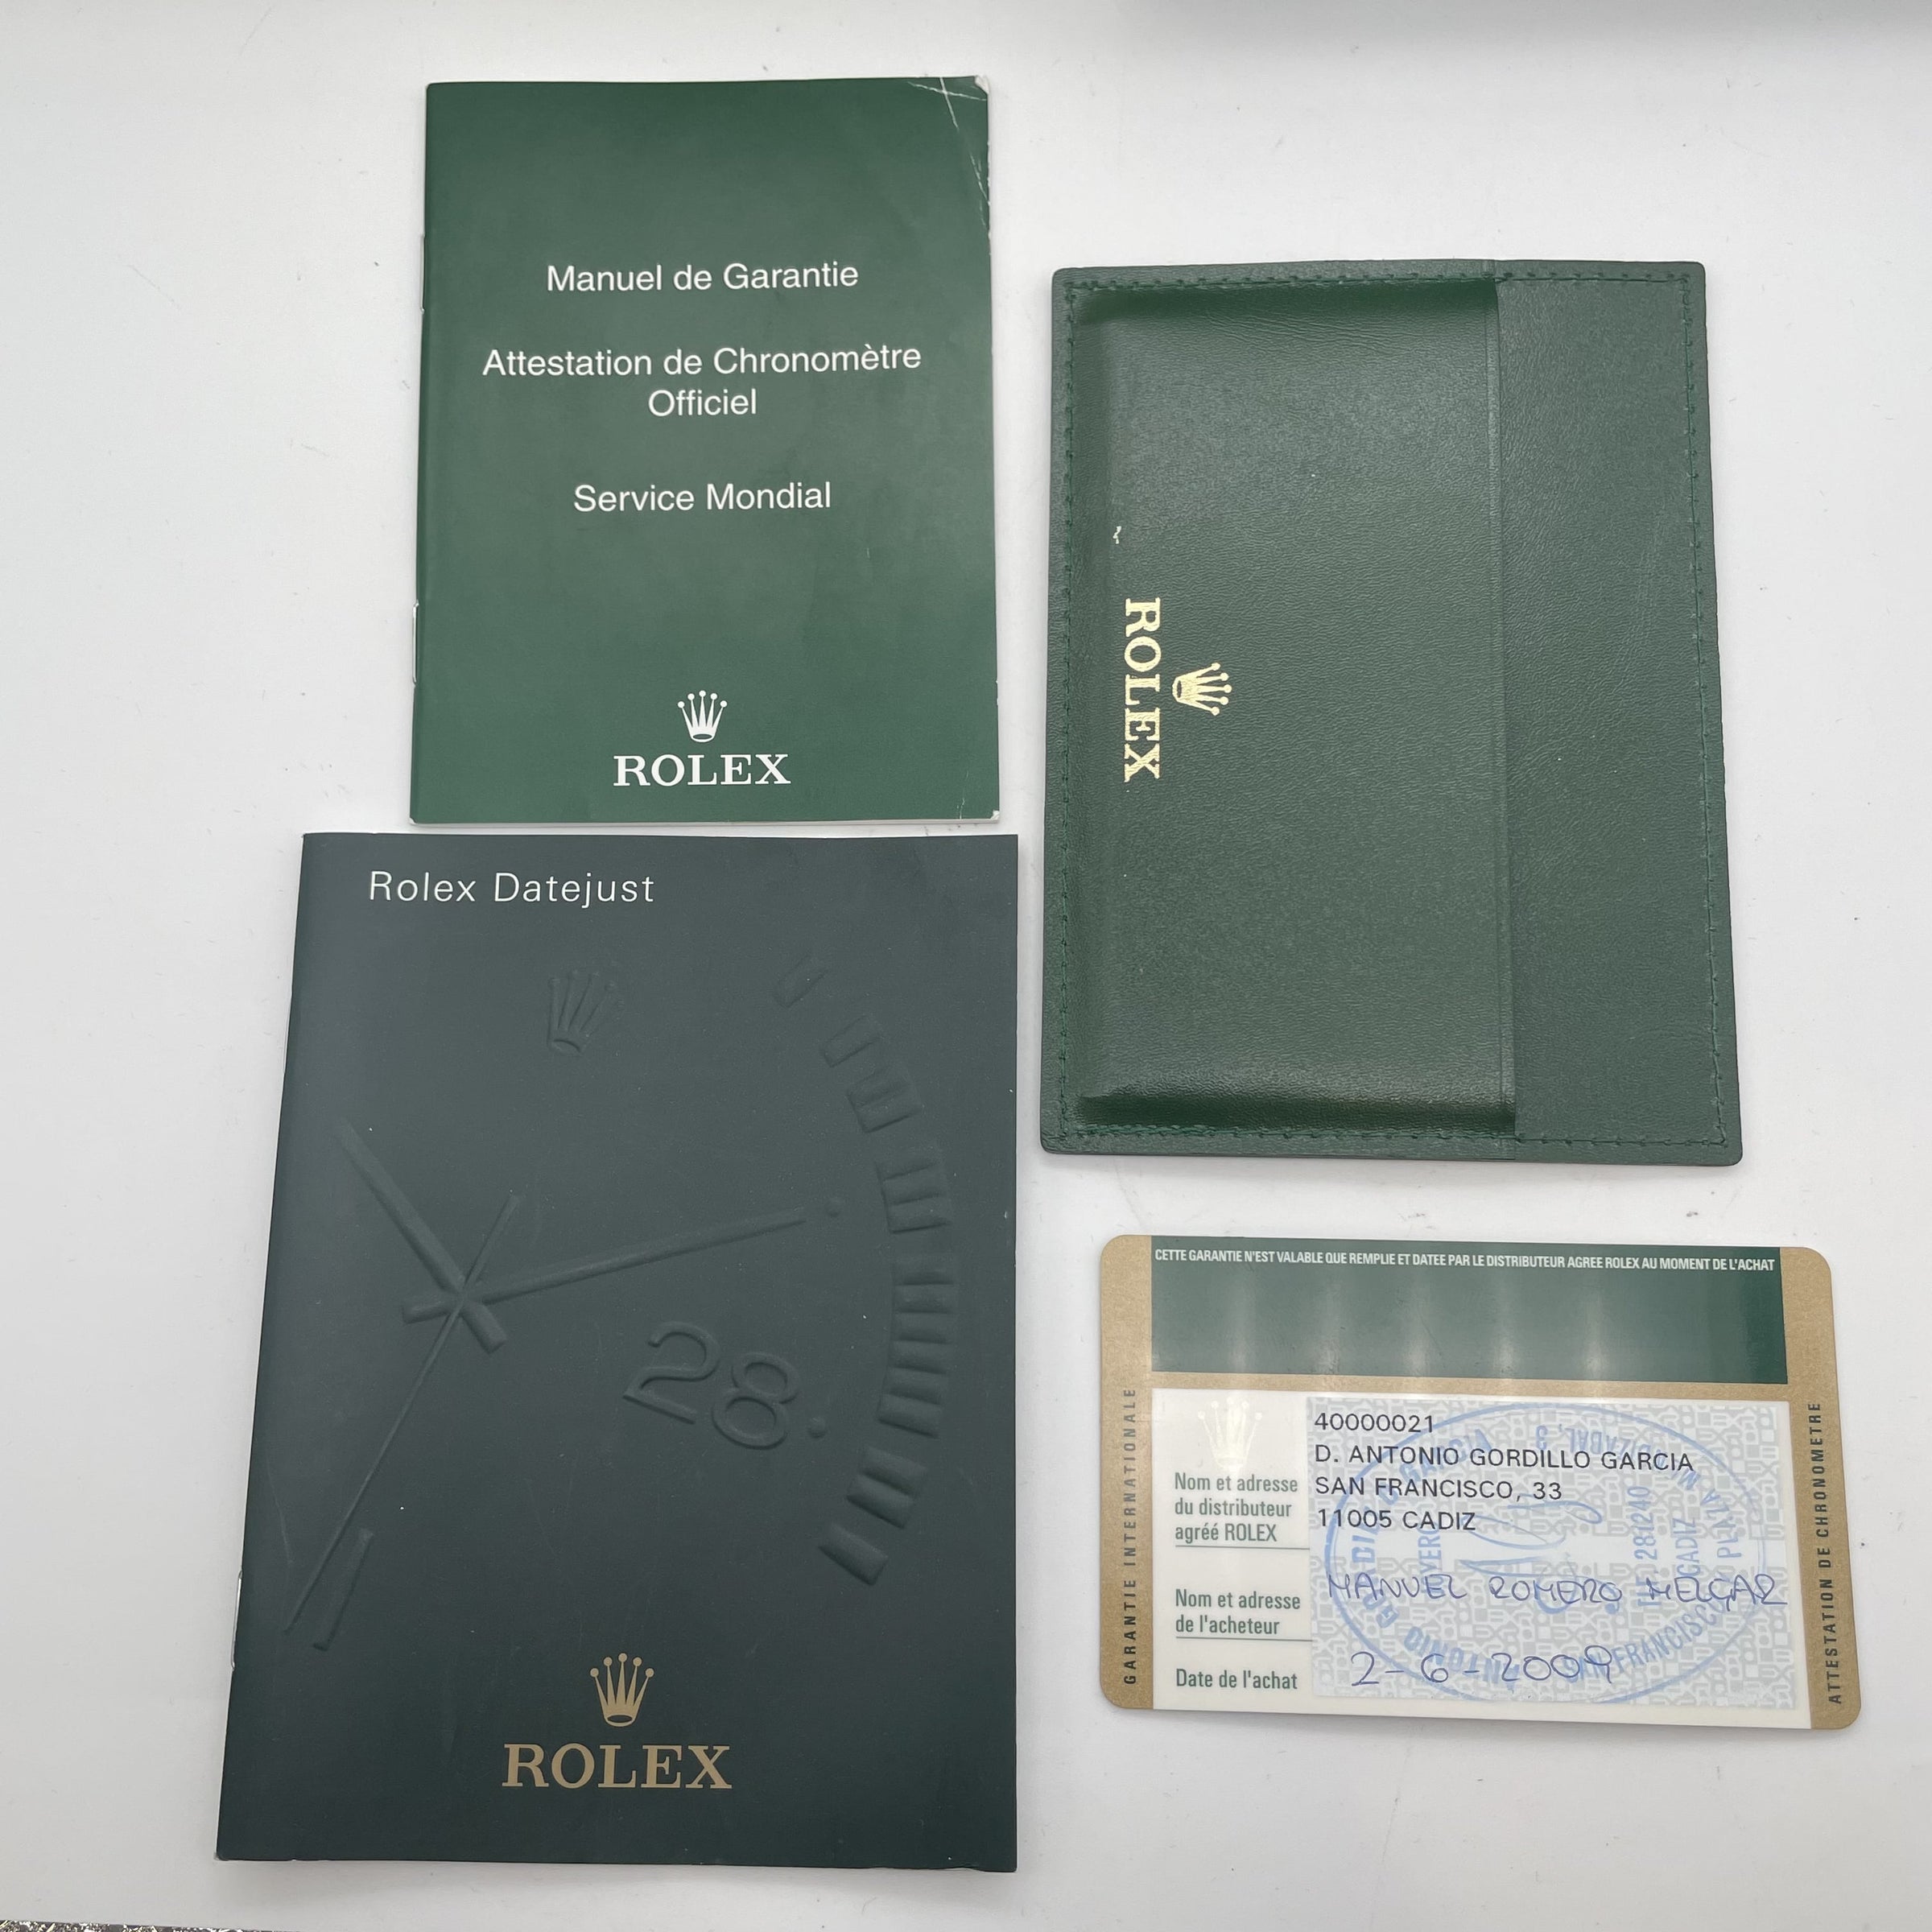 Manuel de Garantie
Attestation de Chronomètre
Officiel
Service Mondial
ROLEX
ROLEX
Rolex Datejust
28
ROLEX
CETTE GARANTIE N'EST VALABLE QUE REMPLIE ET DATEE PAR LE DISTRIBUTEUR AGREE ROLEX AU MOMENT DE L'ACHAT
GARANTIE INTERNATIONALE
Nom et adresse
du distributeur
agréé ROLEX
40000021
D. ANTONIO GORDILLO GARCIA
SAN FRANCISCO, 33
11005 CADIZ
Nom et adresse
de l'acheteur
MANUEL ROMERO MELGAR
Date de l'achat
2-6-2009
ATTESTATION DE CHRONOMETRE
281240
CADIZ